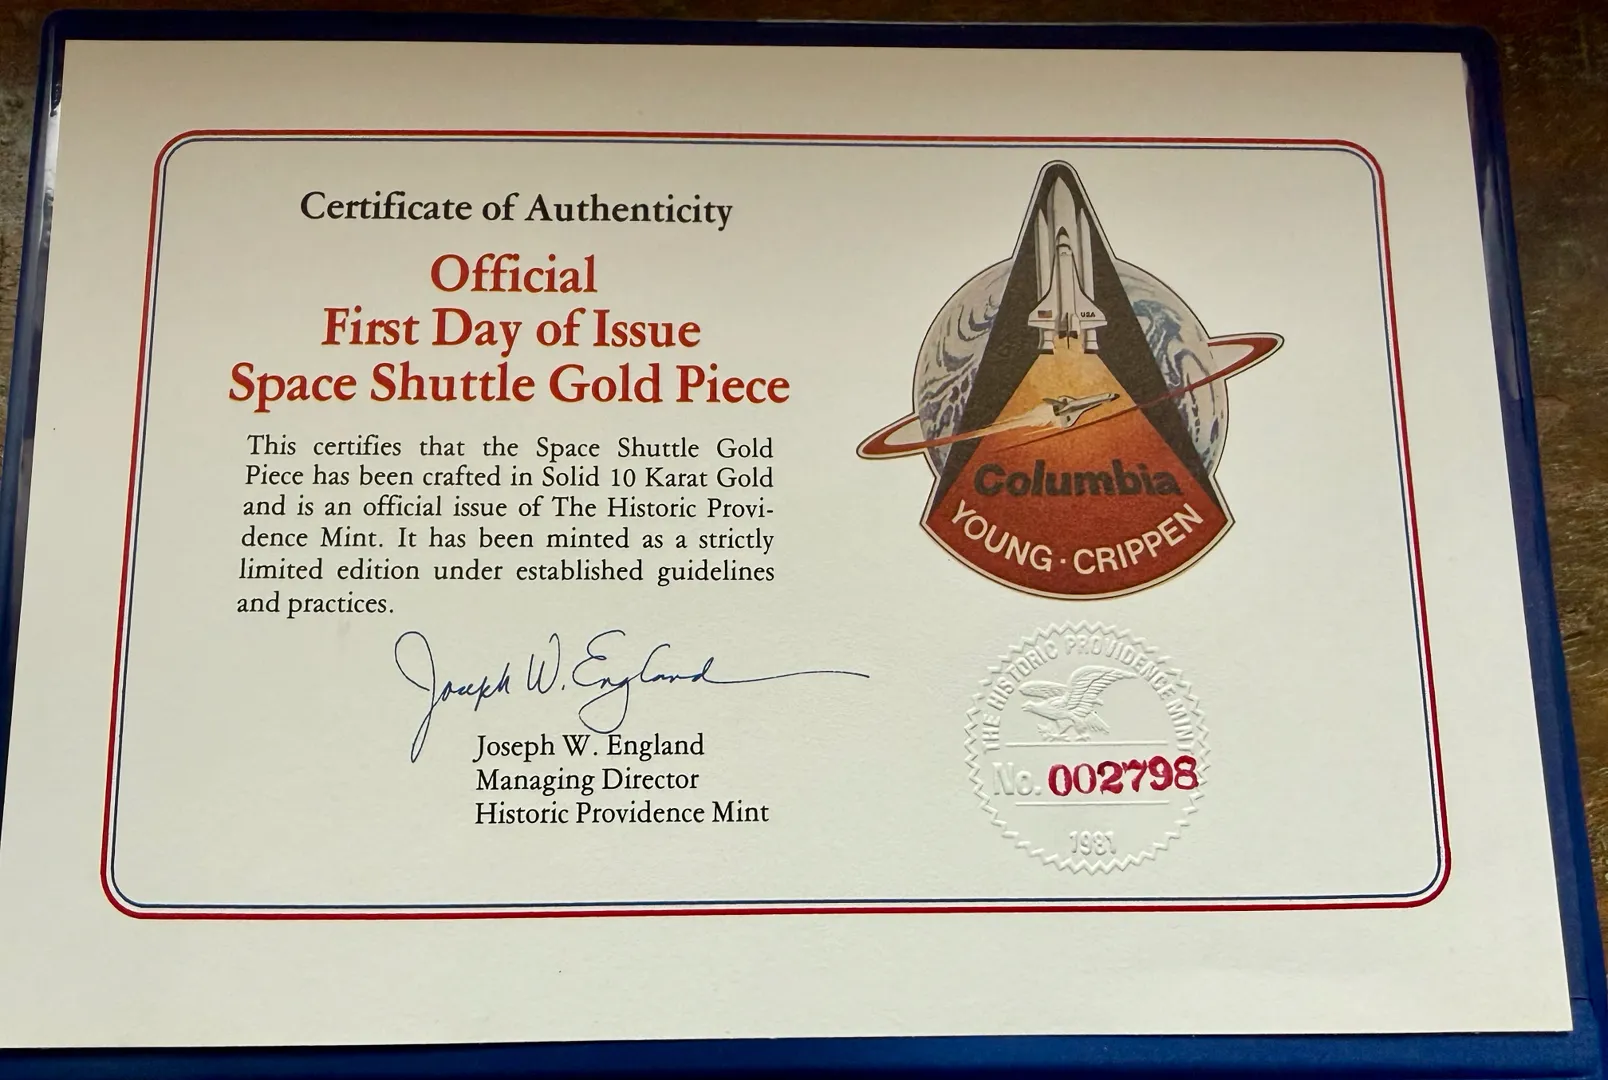 Certificate of Authenticity
Official
First Day of Issue
Space Shuttle Gold Piece
This certifies that the Space Shuttle Gold
Piece has been crafted in Solid 10 Karat Gold
and is an official issue of The Historic Provi-
dence Mint. It has been minted as a strictly
limited edition under established guidelines
and practices.
Joseph W. England
Joseph W. England
Managing Director
Historic Providence Mint
USA
Columbia
YOUNG · CRIPPEN
THE HISTORIC PROVIDENCE MINT
No. 002798
1981